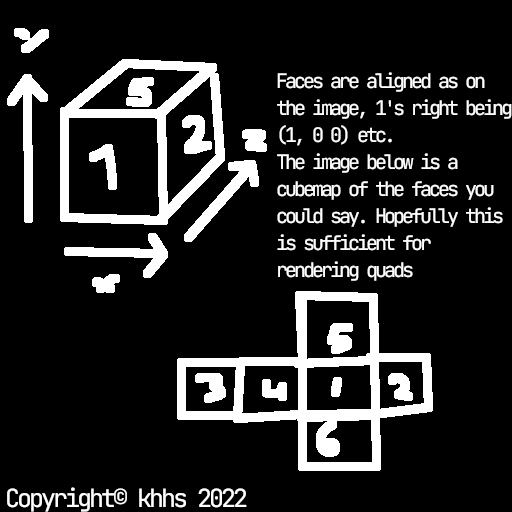 y
5
1
2
z
x
Faces are aligned as on
the image, 1's right being
(1, 0 0) etc.
The image below is a
cubemap of the faces you
could say. Hopefully this
is sufficient for
rendering quads
5
3 4 1 2
6
Copyright© khhs 2022